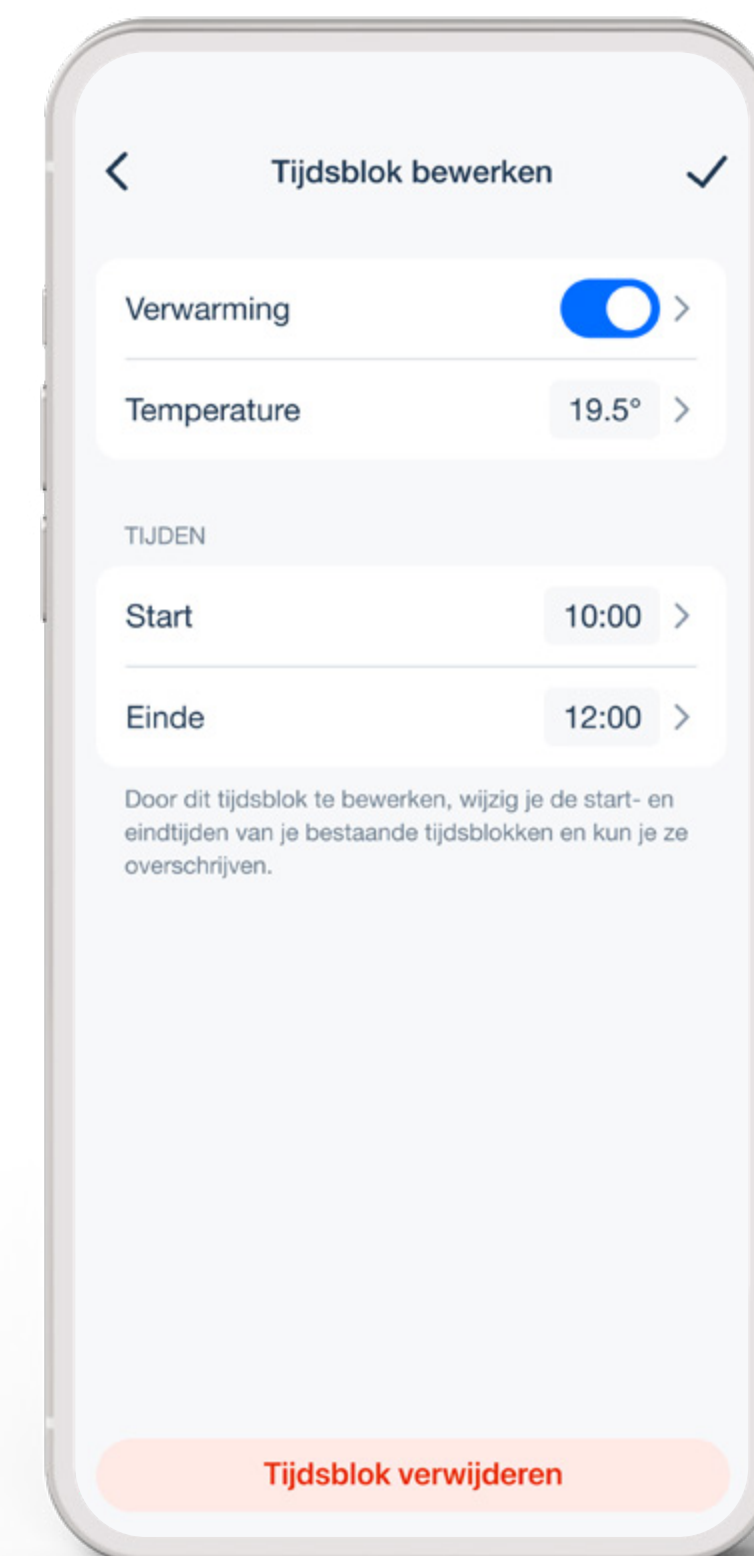 Tijdsblok bewerken
Verwarming
Temperature 19.5°
TIJDEN
Start 10:00
Einde 12:00
Door dit tijdsblok te bewerken, wijzig je de start- en
eindtijden van je bestaande tijdsblokken en kun je ze
overschrijven.
Tijdsblok verwijderen